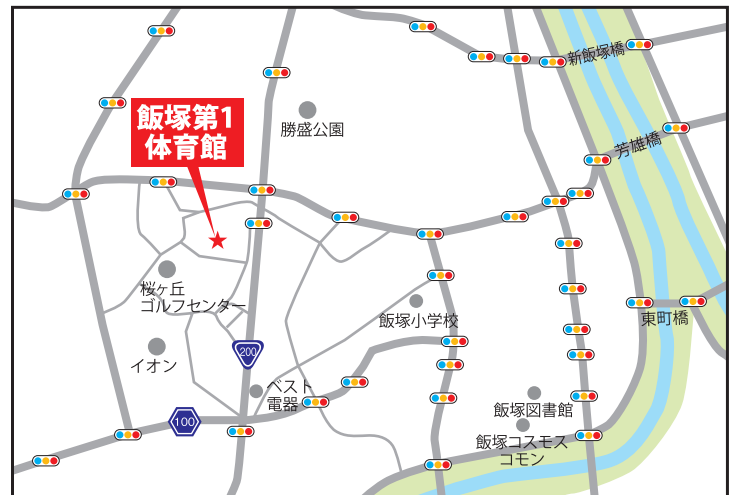 新飯塚橋
飯塚第1
体育館
勝盛公園
芳雄橋
桜ヶ丘
ゴルフセンター
飯塚小学校
東町橋
200
イオン
ベスト
電器
100
飯塚図書館
飯塚コスモス
コモン